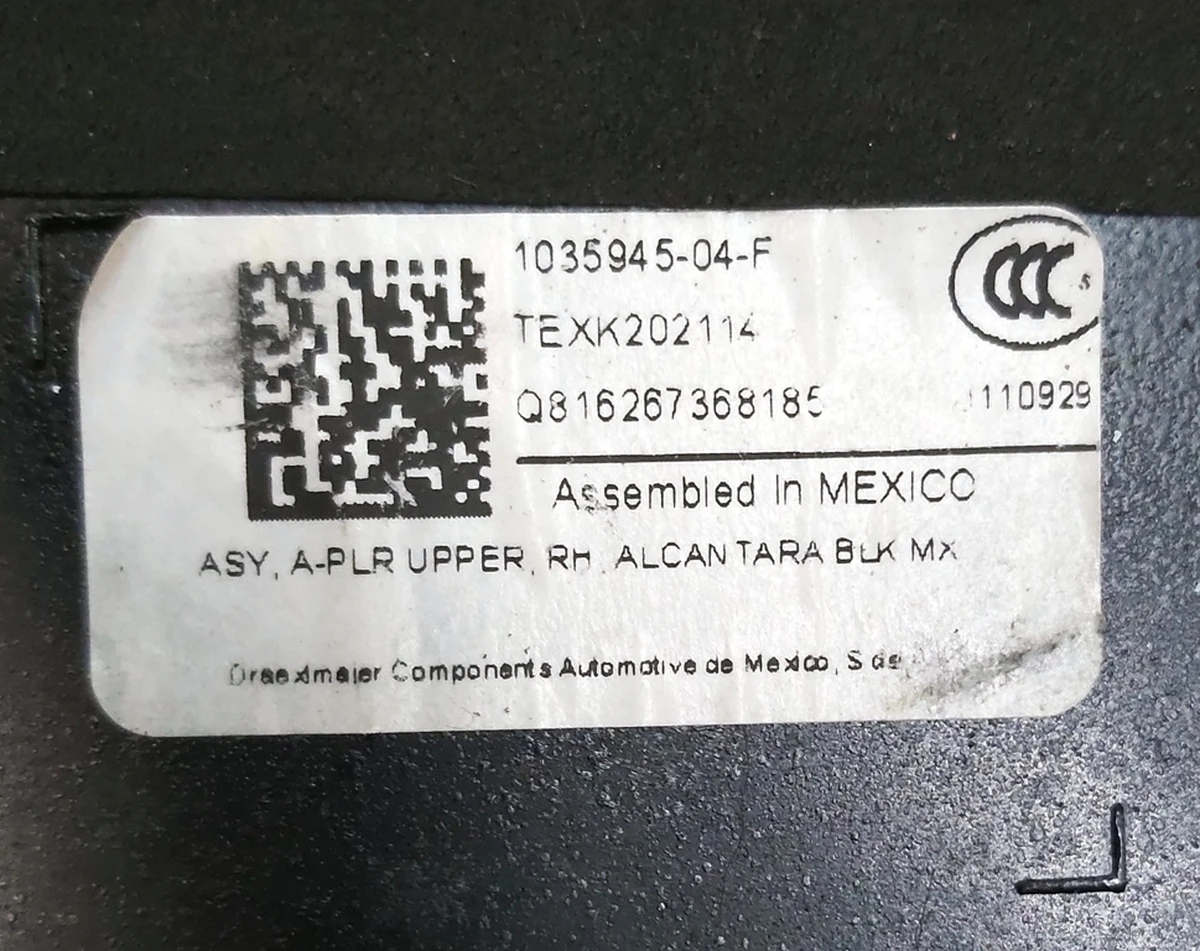 1035945-04-F
CCC S
TEXK202114
Q816267368185
110929
Assembled In MEXICO
ASY, A-PLR UPPER, RH, ALCANTARA BLK MX
Draexlmaier Components Automotive de Mexico, S de